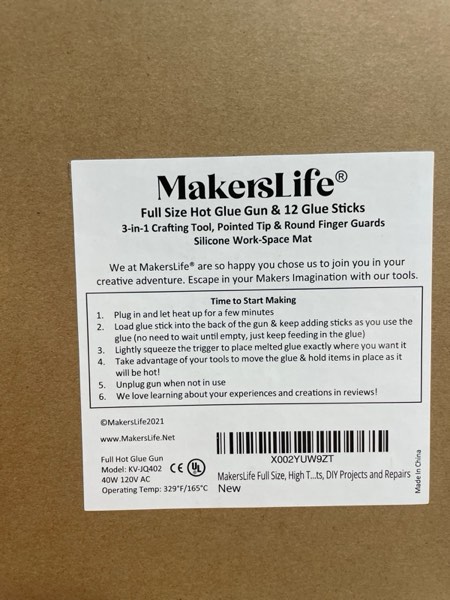 MakersLife®
Full Size Hot Glue Gun & 12 Glue Sticks
3-in-1 Crafting Tool, Pointed Tip & Round Finger Guards
Silicone Work-Space Mat
We at MakersLife® are so happy you chose us to join you in your
creative adventure. Escape in your Makers Imagination with our tools.
Time to Start Making
1. Plug in and let heat up for a few minutes
2. Load glue stick into the back of the gun & keep adding sticks as you use the
glue (no need to wait until empty, just keep feeding in the glue)
3. Lightly squeeze the trigger to place melted glue exactly where you want it
4. Take advantage of your tools to move the glue & hold items in place as it
will be hot!
5. Unplug gun when not in use
6. We love learning about your experiences and creations in reviews!
©MakersLife2021
www.MakersLife.Net
Full Hot Glue Gun
Model: KV-JQ402
40W 120V AC
Operating Temp: 329°F/165°C
CE UL
X002YUW9ZT
MakersLife Full Size, High T...ts, DIY Projects and Repairs
New
Made In China